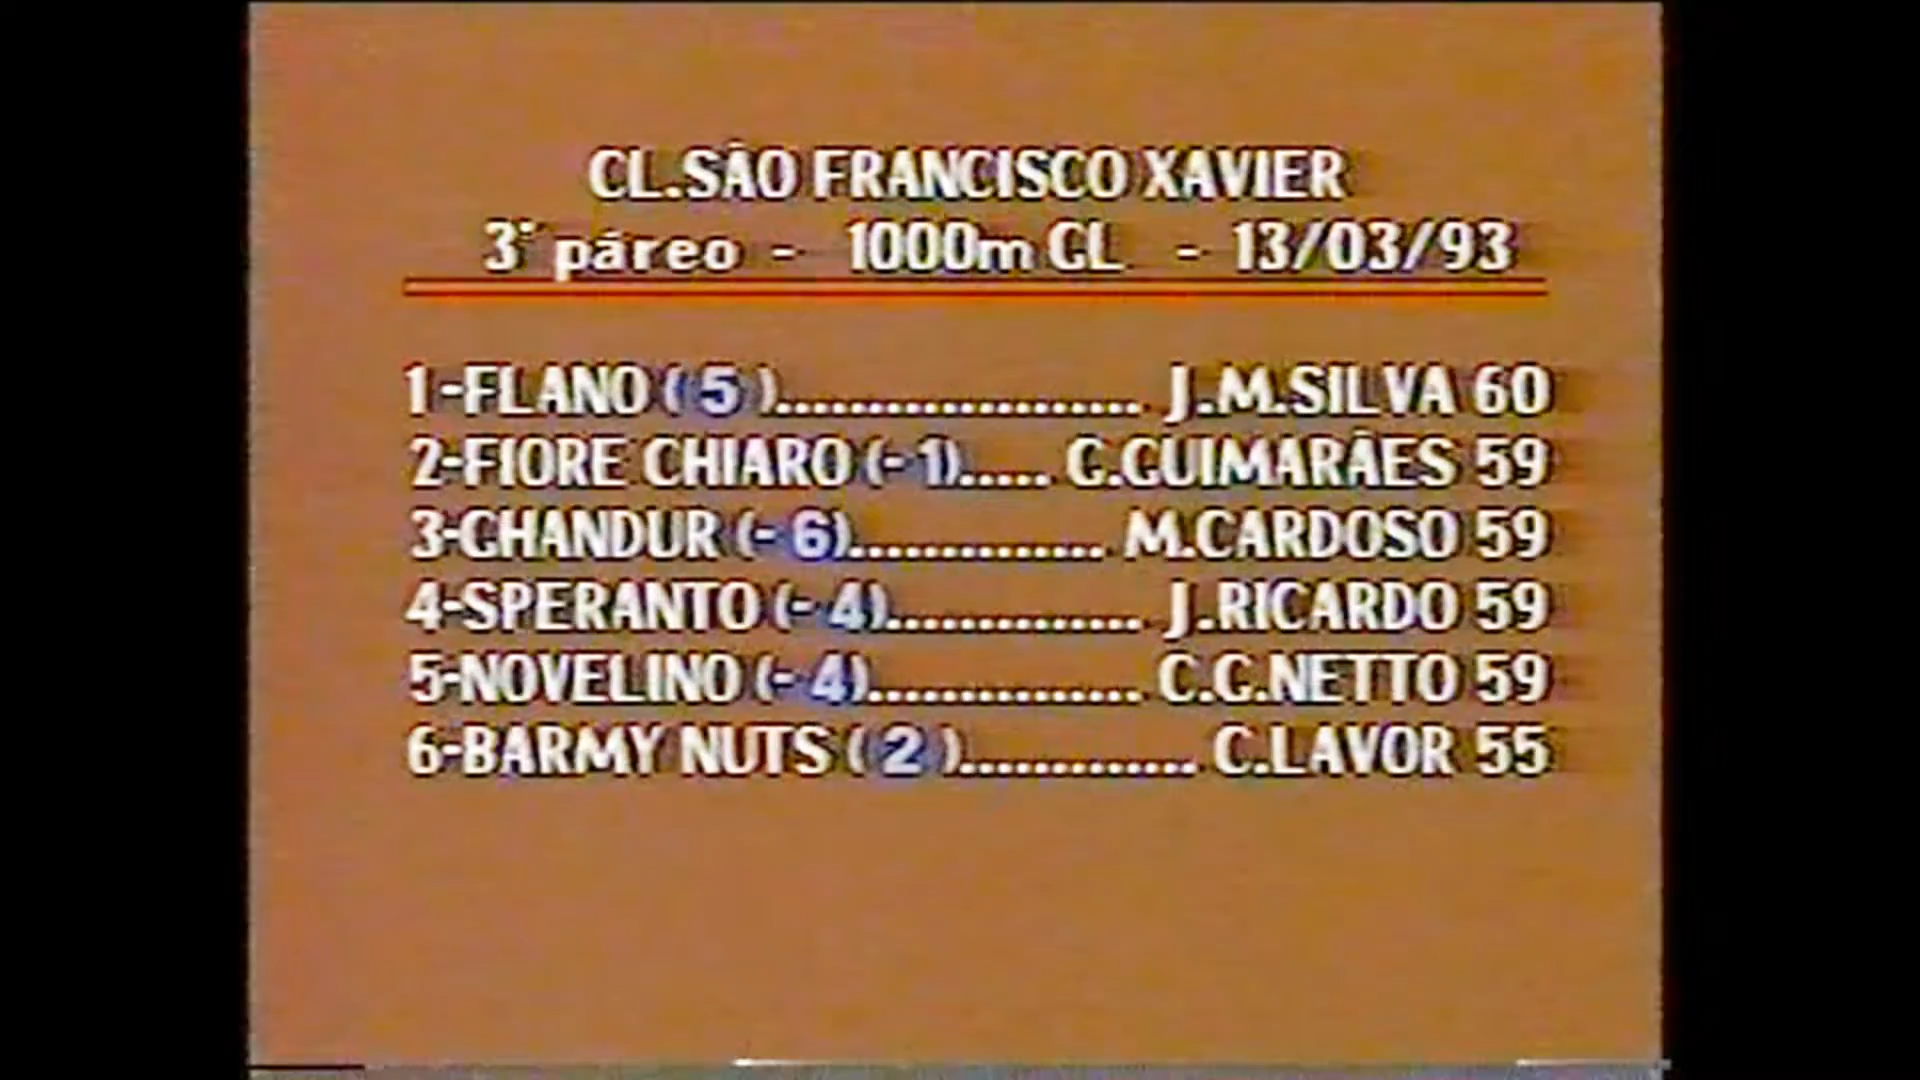 CL.SÃO FRANCISCO XAVIER
3° páreo - 1000m GL - 13/03/93
1-FLANO ( 5 ).................... J.M.SILVA 60
2-FIORE CHIARO (- 1)..... G.GUIMARÃES 59
3-GHANDUR (- 6).............. M.CARDOSO 59
4-SPERANTO (- 4).............. J.RICARDO 59
5-NOVELINO (- 4)............... C.G.NETTO 59
6-BARMY NUTS ( 2 )............. C.LAVOR 55